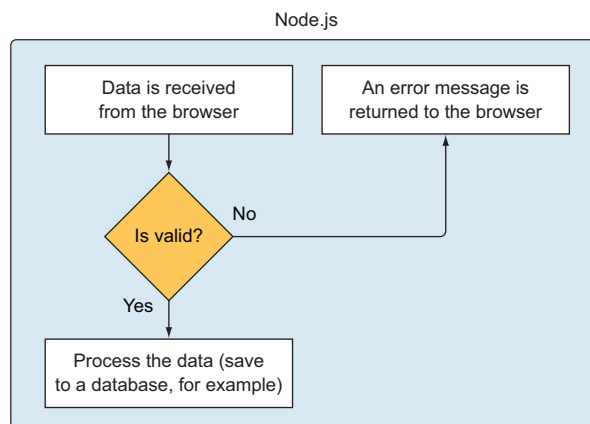 Node.js
Data is received
from the browser
An error message is
returned to the browser
No
Is valid?
Yes
Process the data (save
to a database, for example)